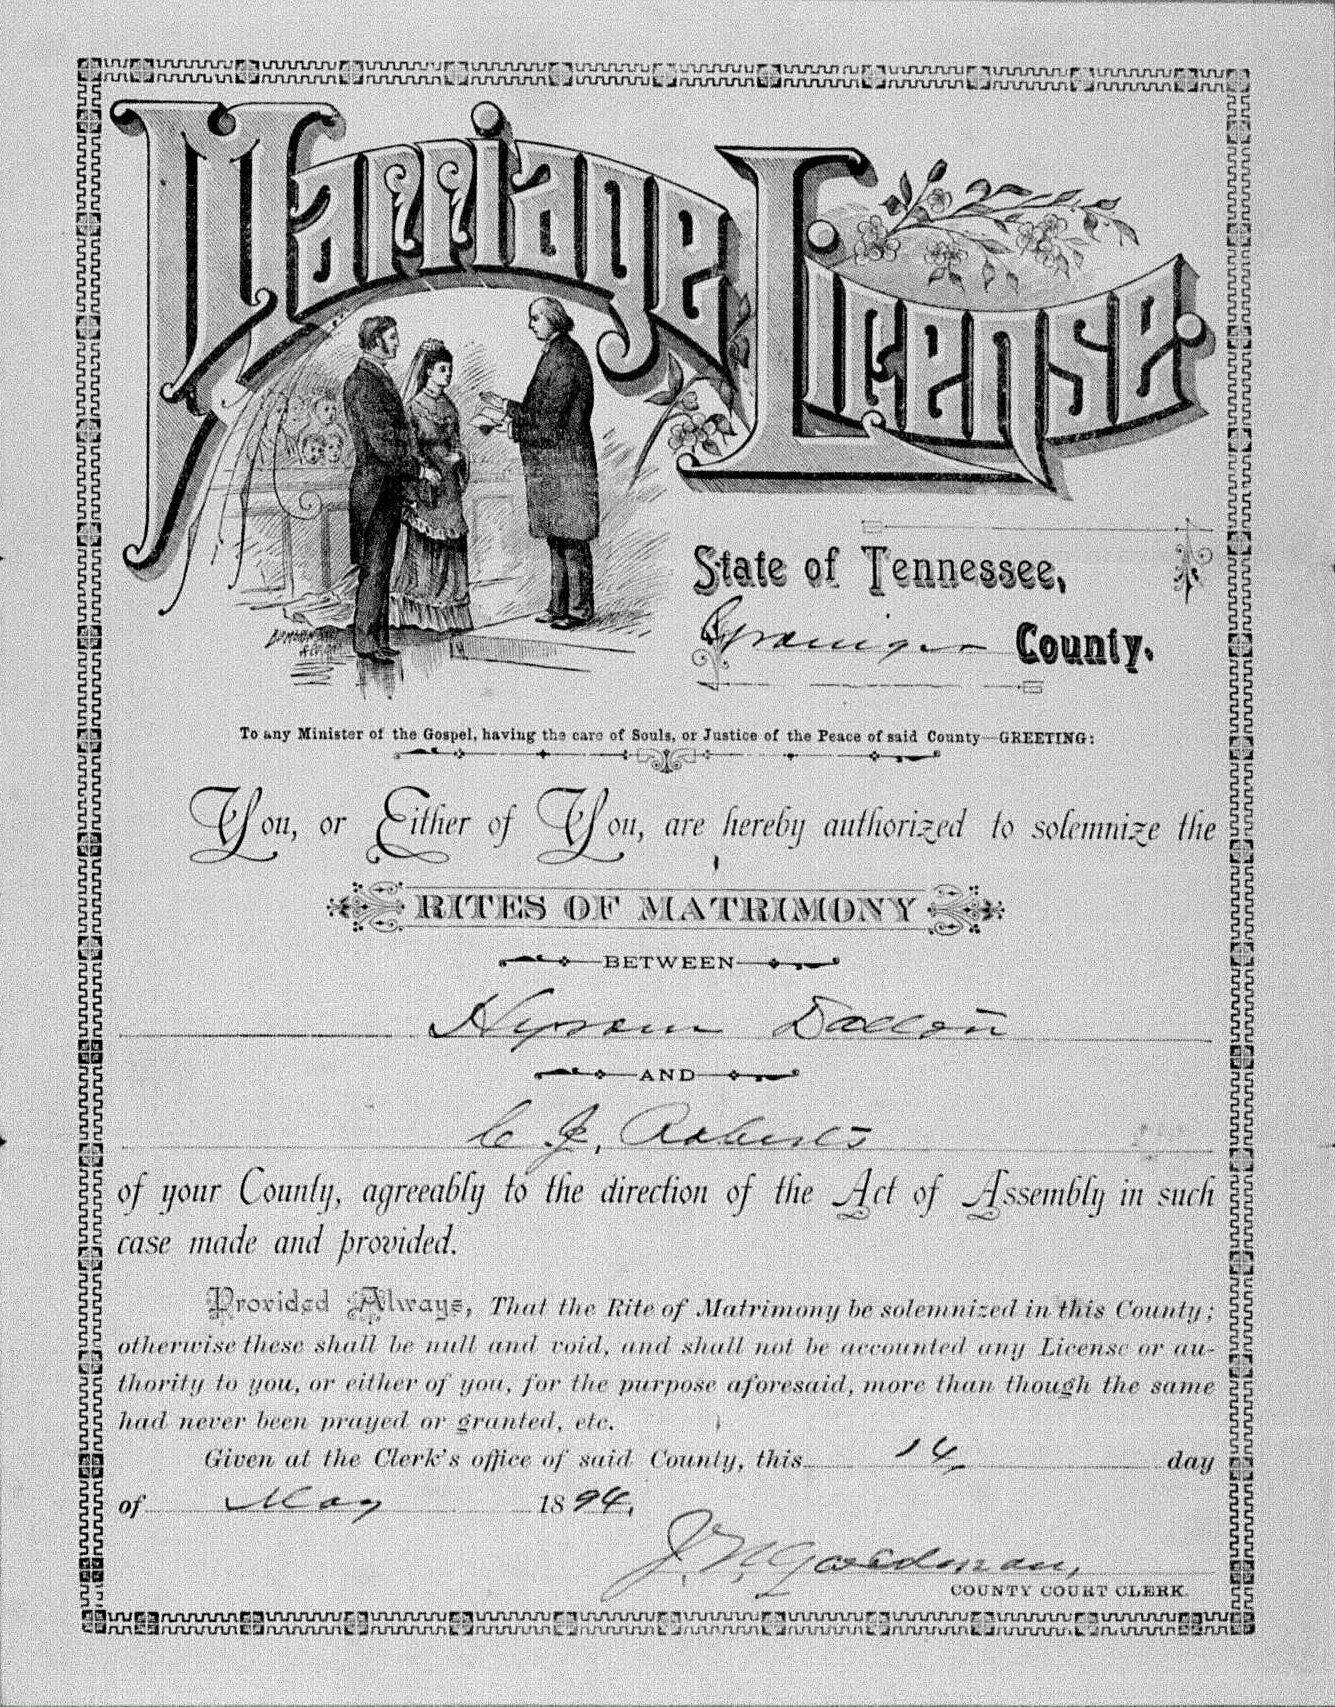 Marriage License
State of Tennessee,
Grainger County.
To any Minister of the Gospel, having the care of Souls, or Justice of the Peace of said County—GREETING:
You, or Either of You, are hereby authorized to solemnize the
RITES OF MATRIMONY
BETWEEN
Hyram Dalton
AND
C. J. Roberts
of your County, agreeably to the direction of the Act of Assembly in such
case made and provided.
Provided Always, That the Rite of Matrimony be solemnized in this County;
otherwise these shall be null and void, and shall not be accounted any License or au-
thority to you, or either of you, for the purpose aforesaid, more than though the same
had never been prayed or granted, etc.
Given at the Clerk's office of said County, this 14, day
of May 1894,
J. N. Goldman,
COUNTY COURT CLERK.